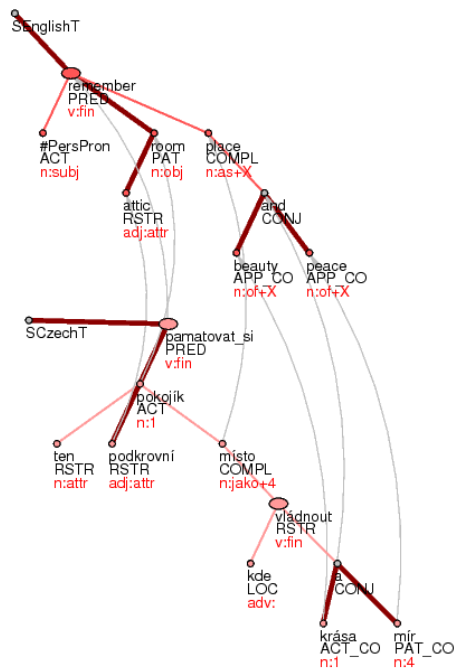 SEnglishT
remember
PRED
v:fin
#PersPron
ACT
n:subj
room
PAT
n:obj
place
COMPL
n:as+X
attic
RSTR
adj:attr
and
CONJ
beauty
APP_CO
n:of+X
peace
APP_CO
n:of+X
SCzechT
pamatovat_si
PRED
v:fin
pokojík
ACT
n:1
ten
RSTR
n:attr
podkrovní
RSTR
adj:attr
místo
COMPL
n:jako+4
vládnout
RSTR
v:fin
kde
LOC
adv:
a
CONJ
krása
ACT_CO
n:1
mír
PAT_CO
n:4